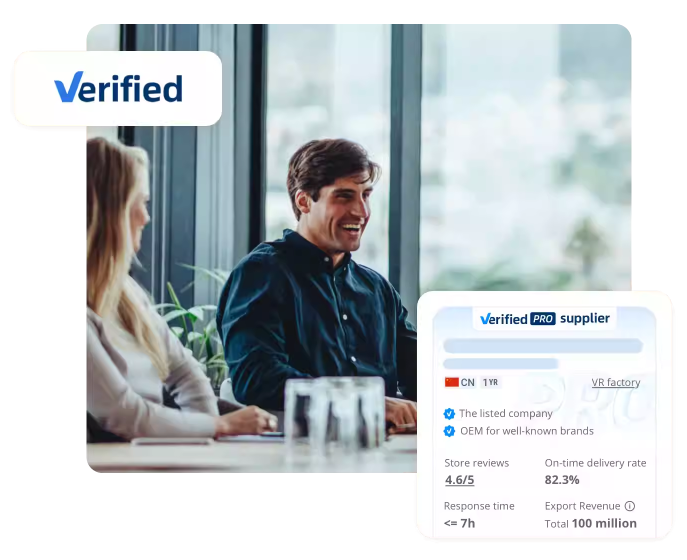 Verified
Verified PRO supplier
CN 1YR VR factory
The listed company
OEM for well-known brands
Store reviews On-time delivery rate
4.6/5 82.3%
Response time Export Revenue
<= 7h Total 100 million
PRO